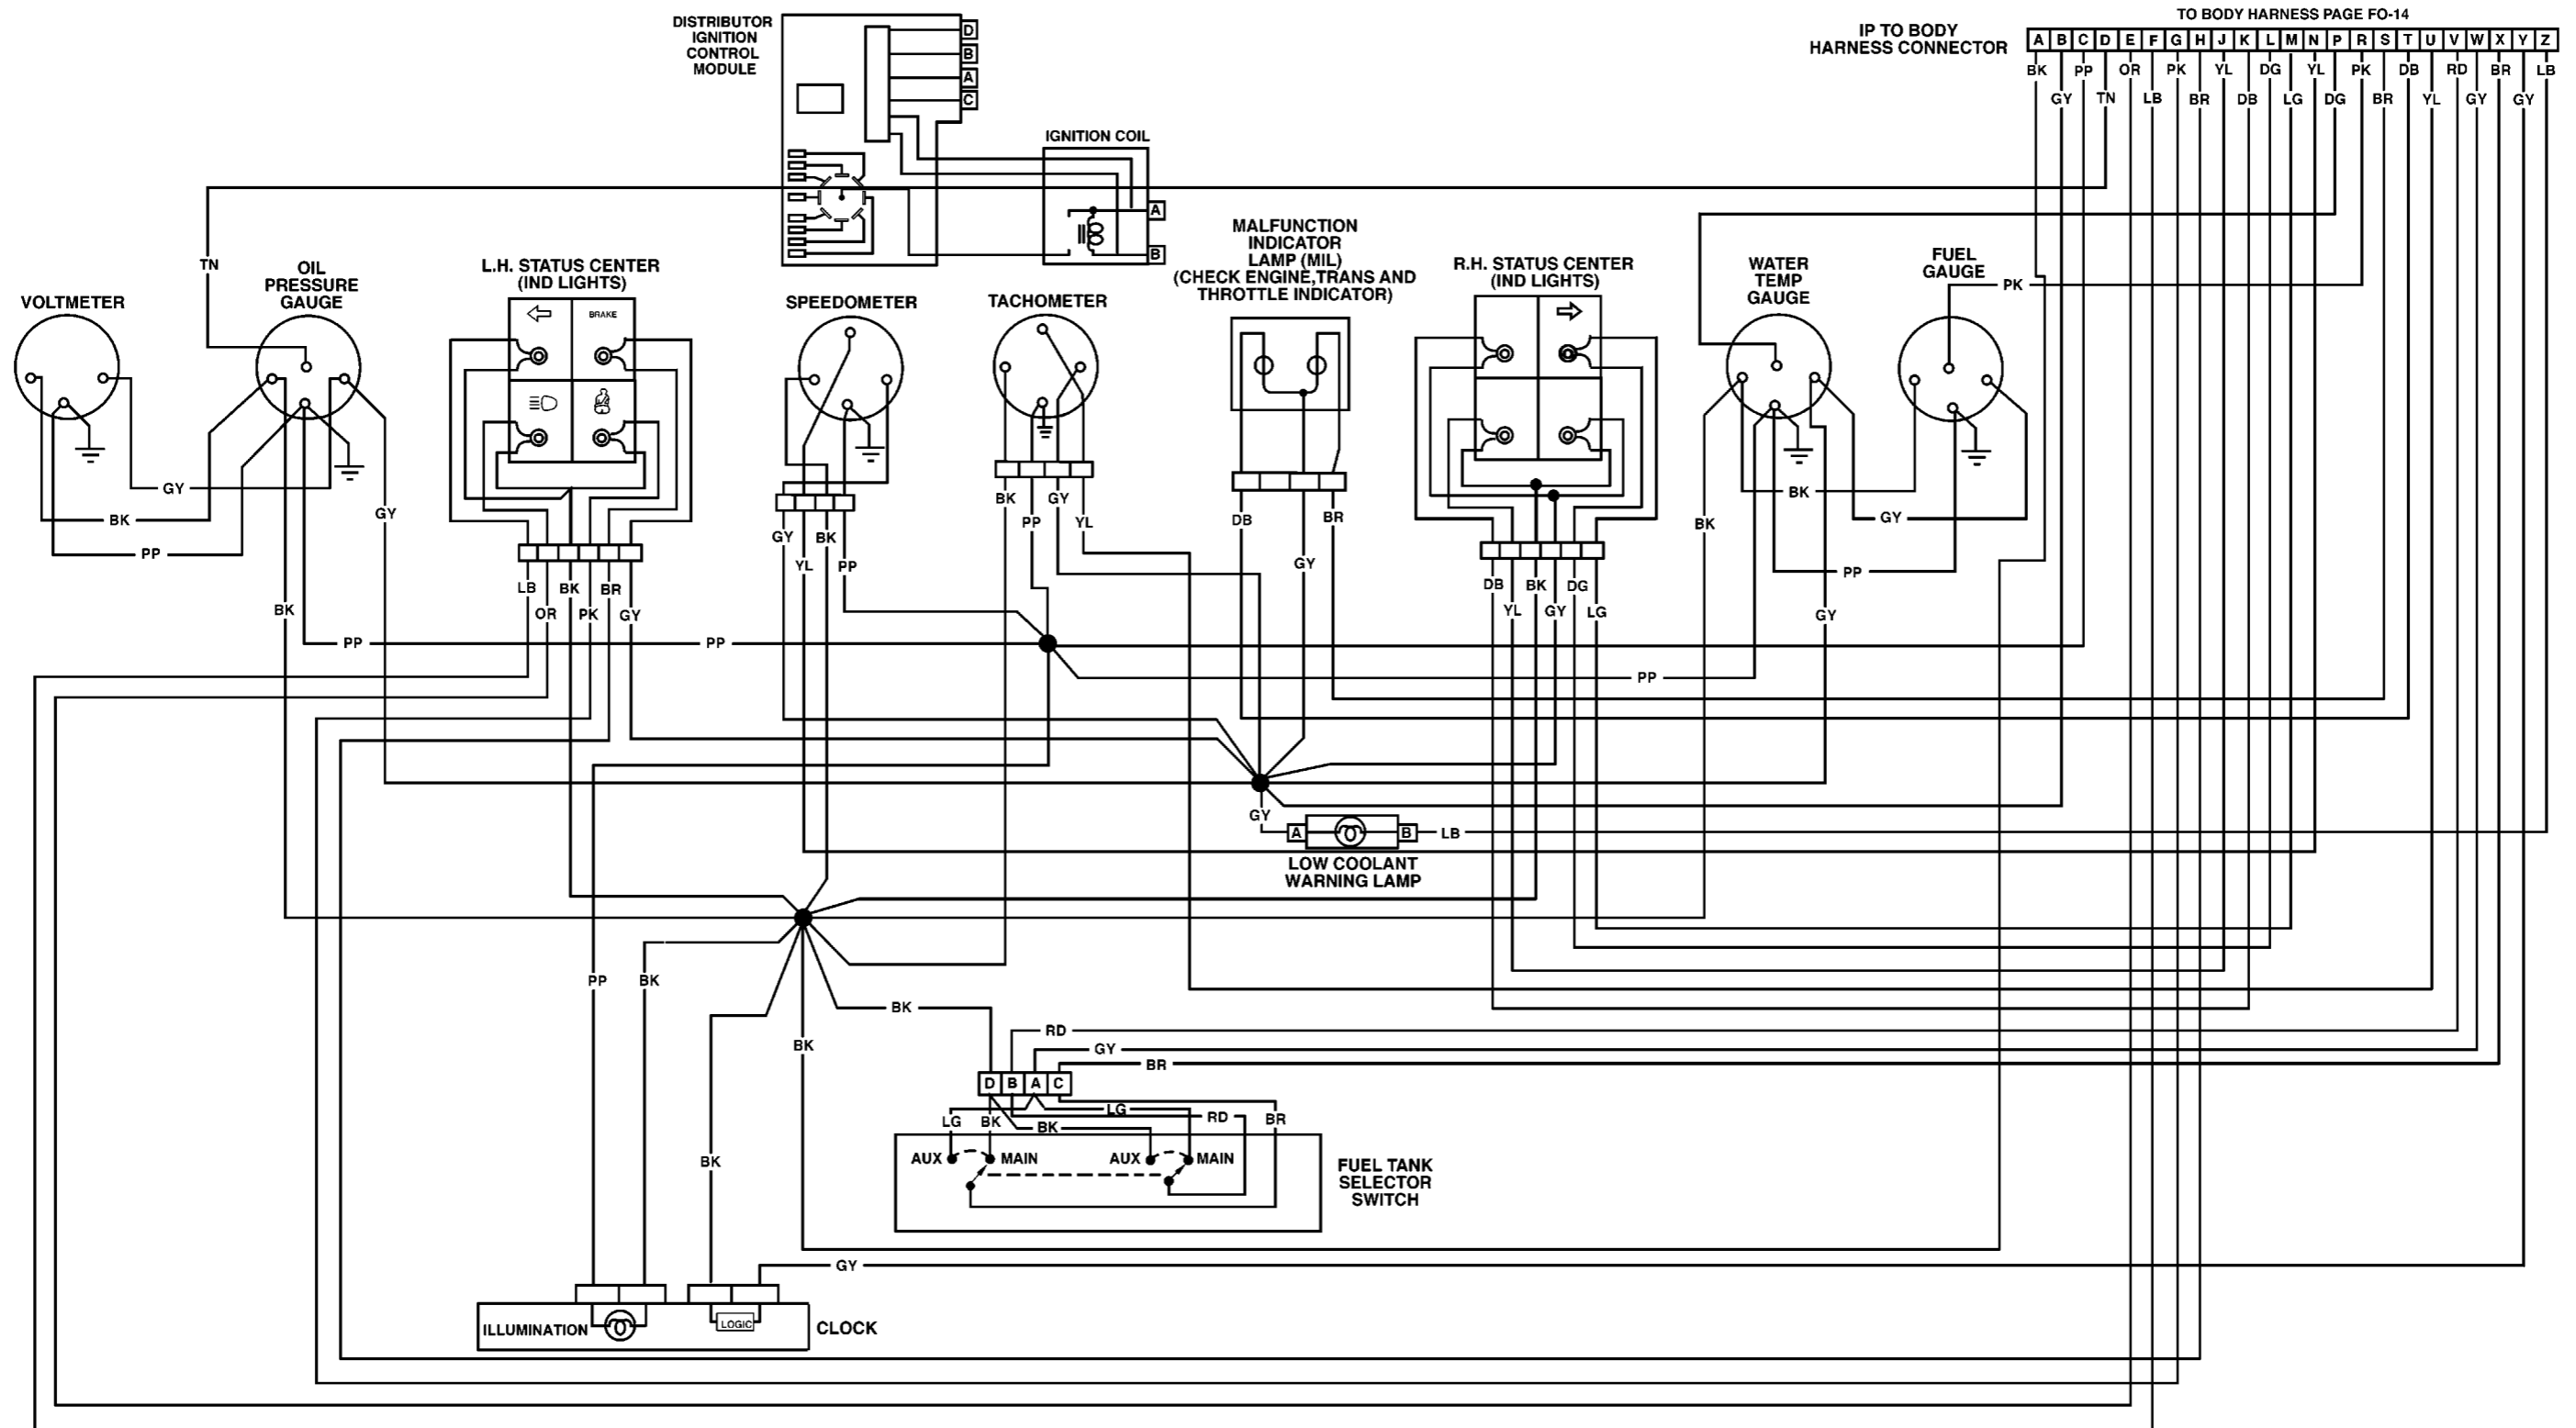 TO BODY HARNESS PAGE FO-14
IP TO BODY
HARNESS CONNECTOR
A B C D E F G H J K L M N P R S T U V W X Y Z
BK PP OR PK YL DG YL PK DB RD BR LB
GY TN LB BR DB LG DG BR YL GY GY
DISTRIBUTOR
IGNITION
CONTROL
MODULE
D
B
A
C
IGNITION COIL
A
B
TN
VOLTMETER
OIL
PRESSURE
GAUGE
L.H. STATUS CENTER
(IND LIGHTS)
BRAKE
SPEEDOMETER
TACHOMETER
MALFUNCTION
INDICATOR
LAMP (MIL)
(CHECK ENGINE,TRANS AND
THROTTLE INDICATOR)
R.H. STATUS CENTER
(IND LIGHTS)
WATER
TEMP
GAUGE
FUEL
GAUGE
PK
GY
BK
PP
GY
BK
LB BK BR
OR PK GY
GY BK
YL PP
BK GY
PP YL
DB BR
GY
DB BK DG
YL GY LG
BK
BK
GY
PP
GY
PP
PP
PP
GY
A
B
LB
LOW COOLANT
WARNING LAMP
PP
BK
BK
BK
BK
RD
GY
BR
D B A C
LG
BK
LG
BK
RD
BR
AUX
MAIN
AUX
MAIN
FUEL TANK
SELECTOR
SWITCH
GY
ILLUMINATION
LOGIC
CLOCK